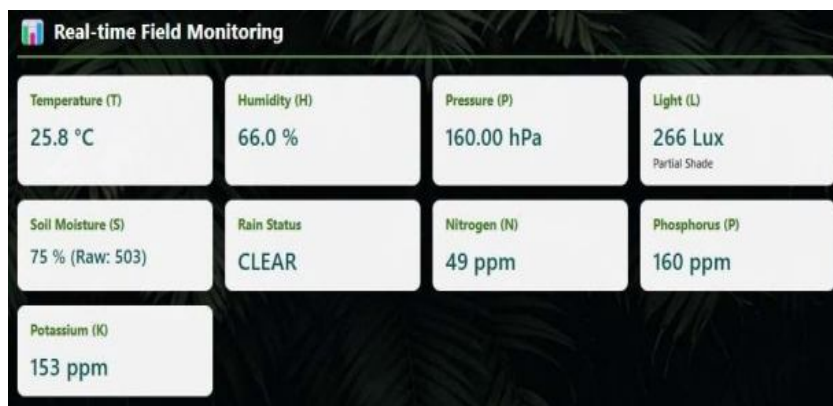 Real-time Field Monitoring
Temperature (T)
25.8 °C
Humidity (H)
66.0 %
Pressure (P)
160.00 hPa
Light (L)
266 Lux
Partial Shade
Soil Moisture (S)
75 % (Raw: 503)
Rain Status
CLEAR
Nitrogen (N)
49 ppm
Phosphorus (P)
160 ppm
Potassium (K)
153 ppm